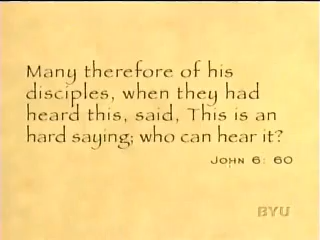 Many therefore of his
disciples, when they had
heard this, said, This is an
hard saying; who can hear it?
John 6: 60
BYU